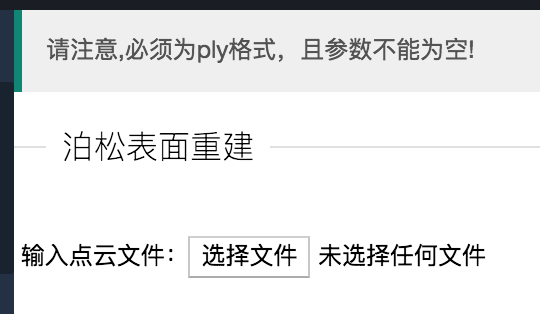 请注意,必须为ply格式，且参数不能为空!
泊松表面重建
输入点云文件：选择文件 未选择任何文件